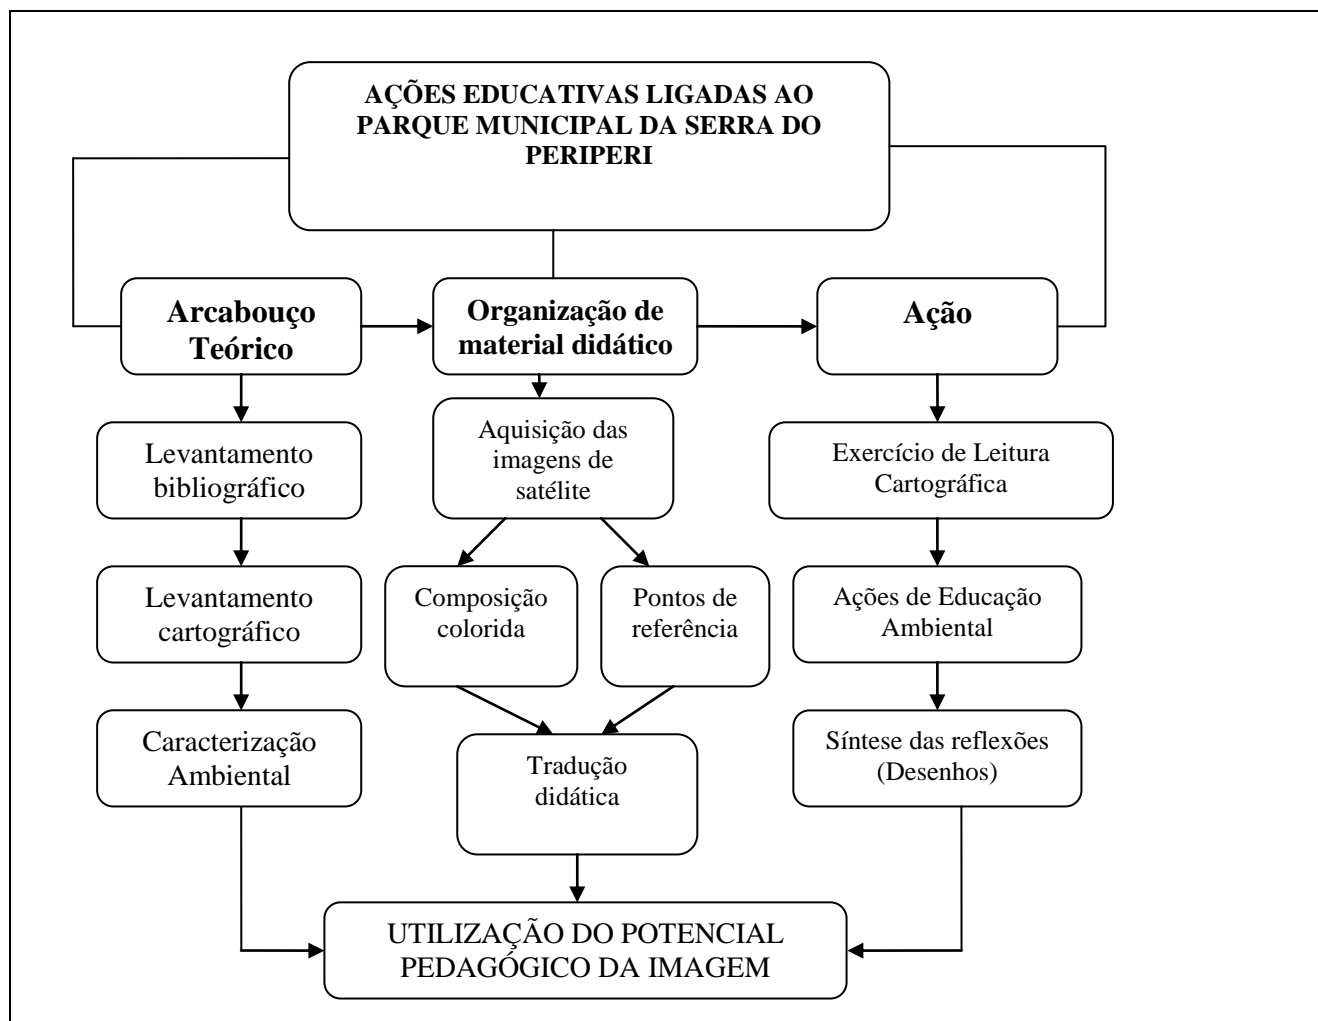 AÇÕES EDUCATIVAS LIGADAS AO
PARQUE MUNICIPAL DA SERRA DO
PERIPERI
Arcabouço
Teórico
Organização de
material didático
Ação
Levantamento
bibliográfico
Aquisição das
imagens de
satélite
Exercício de Leitura
Cartográfica
Levantamento
cartográfico
Composição
colorida
Pontos de
referência
Ações de Educação
Ambiental
Caracterização
Ambiental
Tradução
didática
Síntese das reflexões
(Desenhos)
UTILIZAÇÃO DO POTENCIAL
PEDAGÓGICO DA IMAGEM